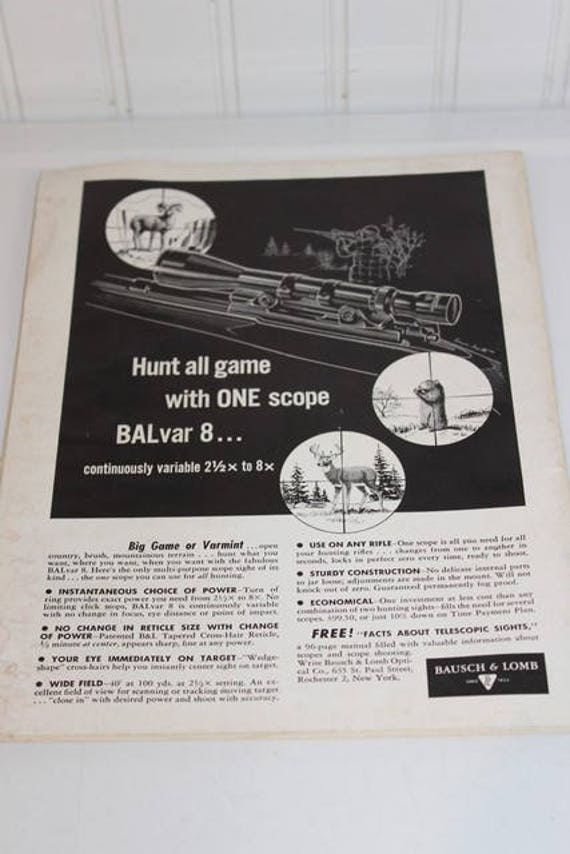 Hunt all game
with ONE scope
BALvar 8...
continuously variable 2½× to 8×
Big Game or Varmint ...open
country, brush, mountainous terrain ... hunt what you
want, where you want, when you want with the fabulous
BALvar 8. Here's the only multi-purpose scope sight of its
kind ... the one scope you can use for all hunting.
● INSTANTANEOUS CHOICE OF POWER–Turn of
ring provides exact power you need from 2½× to 8×. No
limiting click stops, BALvar 8 is continuously variable
with no change in focus, eye distance or point of impact.
● NO CHANGE IN RETICLE SIZE WITH CHANGE
OF POWER–Patented B&L Tapered Cross-Hair Reticle,
½ minute at center, appears sharp, fine at any power.
● YOUR EYE IMMEDIATELY ON TARGET–"Wedge-
shape" cross-hairs help you instantly center sight on target.
● WIDE FIELD–40' at 100 yds. at 2½× setting. An ex-
cellent field of view for scanning or tracking moving target
... "close in" with desired power and shoot with accuracy.
● USE ON ANY RIFLE–One scope is all you need for all
your hunting rifles ... changes from one to another in
seconds, locks in perfect zero every time, ready to shoot.
● STURDY CONSTRUCTION–No delicate internal parts
to jar loose; adjustments are made in the mount. Will not
knock out of zero. Guaranteed permanently waterproof.
● ECONOMICAL–One investment at less cost than any
combination of two hunting sights–fills the need for several
scopes. $99.50, or just 10% down on Time Payment Plan.
FREE! "FACTS ABOUT TELESCOPIC SIGHTS,"
a 96-page manual filled with valuable information about
scopes and scope shooting.
Write Bausch & Lomb Opti-
cal Co., 635 St. Paul Street,
Rochester 2, New York.
BAUSCH & LOMB
SINCE 1853